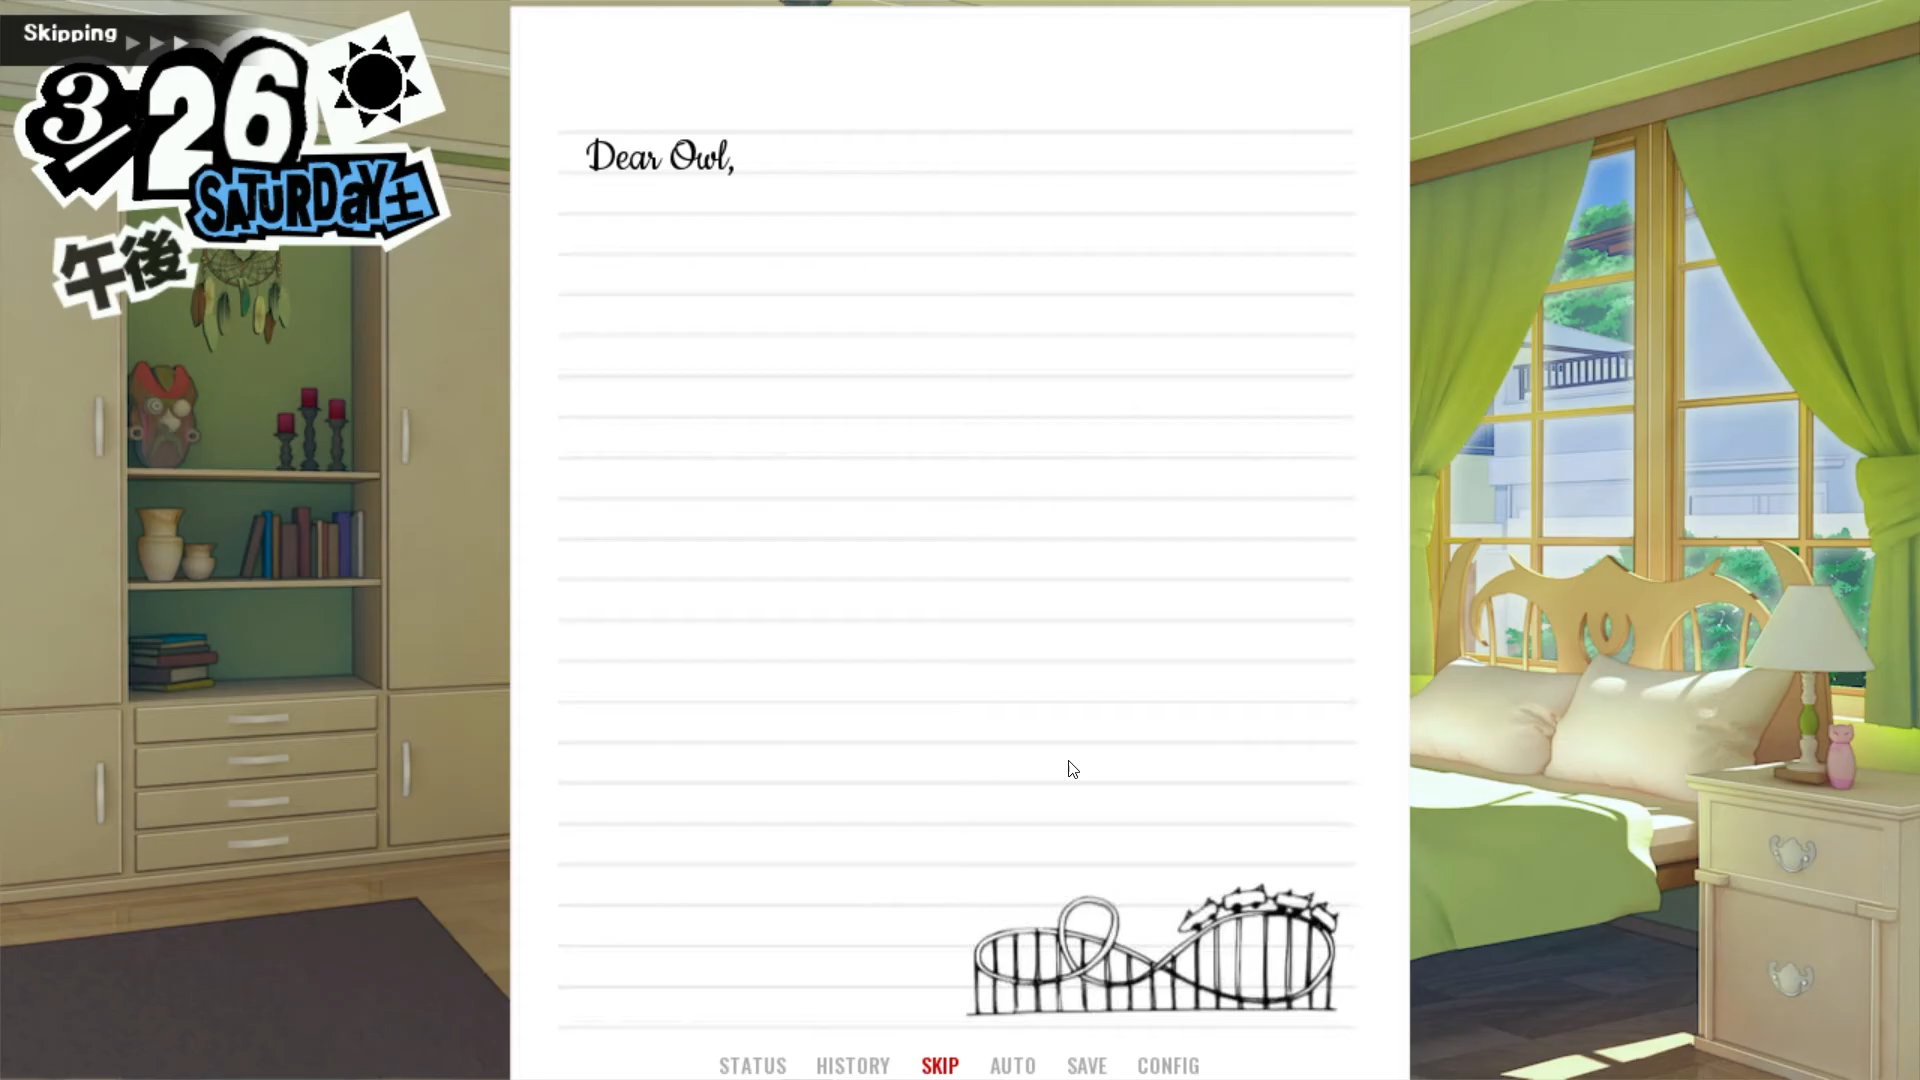 Skipping
3/26
SATURDAY土
午後
Dear Owl,
STATUS HISTORY SKIP AUTO SAVE CONFIG